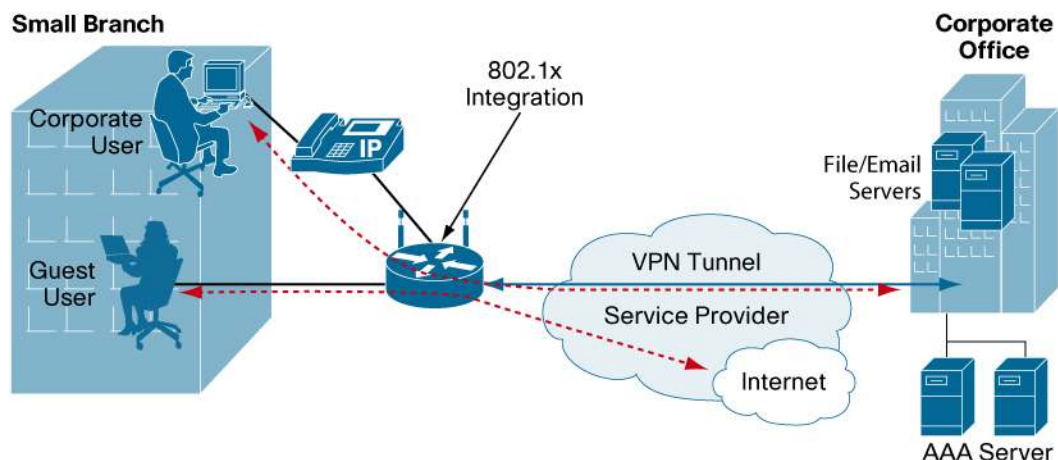 Small Branch
Corporate
Office
802.1x
Integration
Corporate
User
IP
File/Email
Servers
VPN Tunnel
Guest
User
Service Provider
Internet
AAA Server